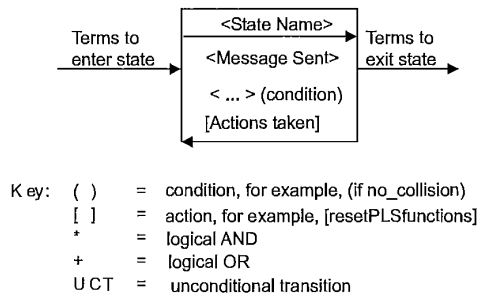 <State Name>
Terms to
enter state
<Message Sent>
< ... > (condition)
[Actions taken]
Terms to
exit state
Key: ( ) = condition, for example, (if no_collision)
[ ] = action, for example, [resetPLSfunctions]
* = logical AND
+ = logical OR
UCT = unconditional transition